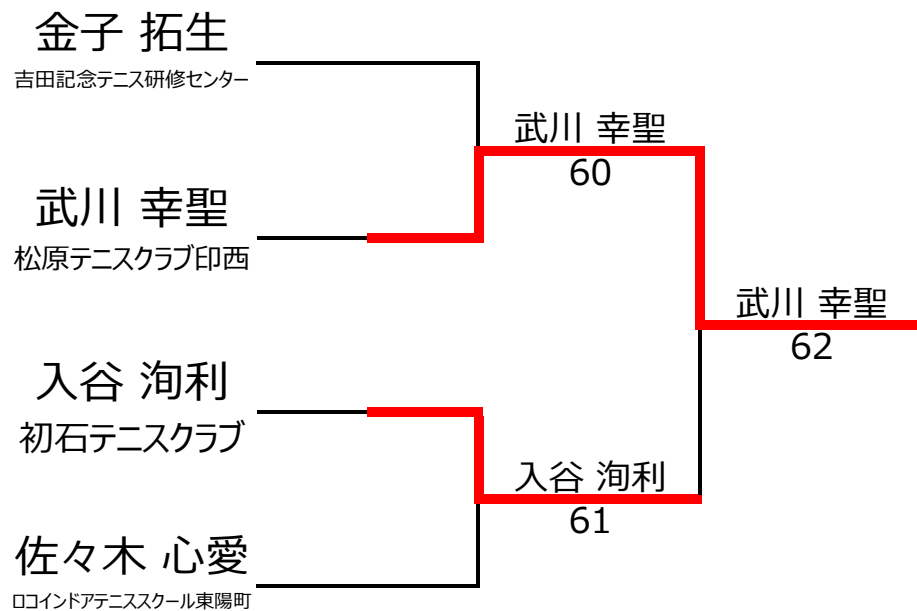 金子 拓生
吉田記念テニス研修センター
武川 幸聖
60
武川 幸聖
松原テニスクラブ印西
武川 幸聖
62
入谷 洵利
初石テニスクラブ
入谷 洵利
61
佐々木 心愛
ロコインドアテニススクール東陽町